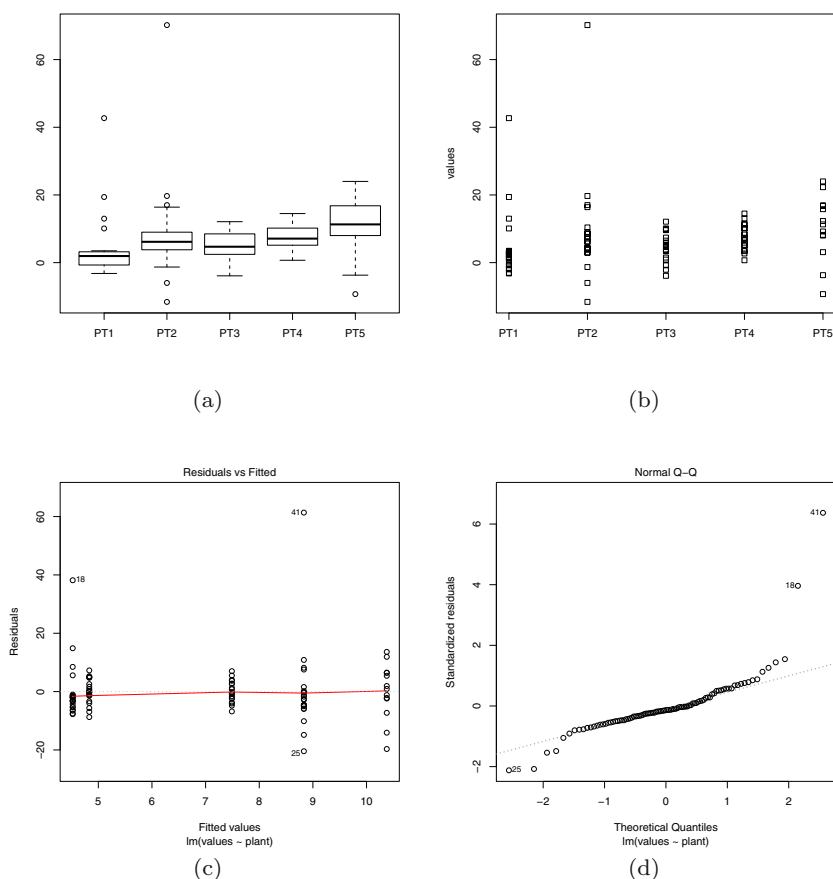 60
40
20
0
PT1 PT2 PT3 PT4 PT5
(a)
values
60
40
20
0
PT1 PT2 PT3 PT4 PT5
(b)
Residuals vs Fitted
Residuals
60
40
20
0
−20
41
18
25
5 6 7 8 9 10
Fitted values
lm(values ~ plant)
(c)
Normal Q−Q
Standardized residuals
6
4
2
0
−2
41
18
25
−2 −1 0 1 2
Theoretical Quantiles
lm(values ~ plant)
(d)